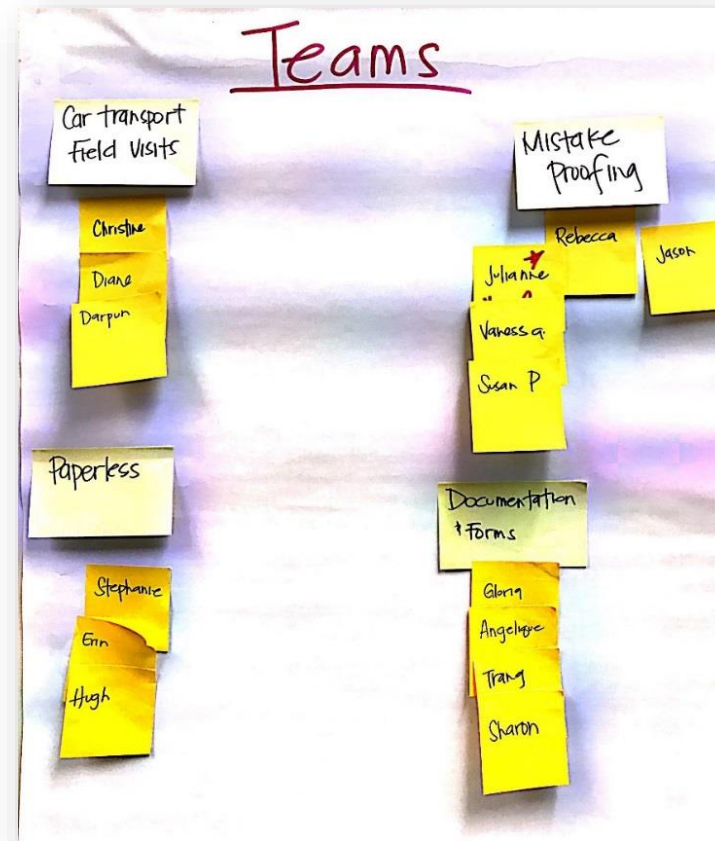 Teams
Car transport
Field Visits
Christine
Diane
Darpun
Mistake
Proofing
Rebecca
Jason
Julianne
Vanessa.
Susan P
Paperless
Stephanie
Erin
Hugh
Documentation
& Forms
Gloria
Angelique
Trang
Sharon